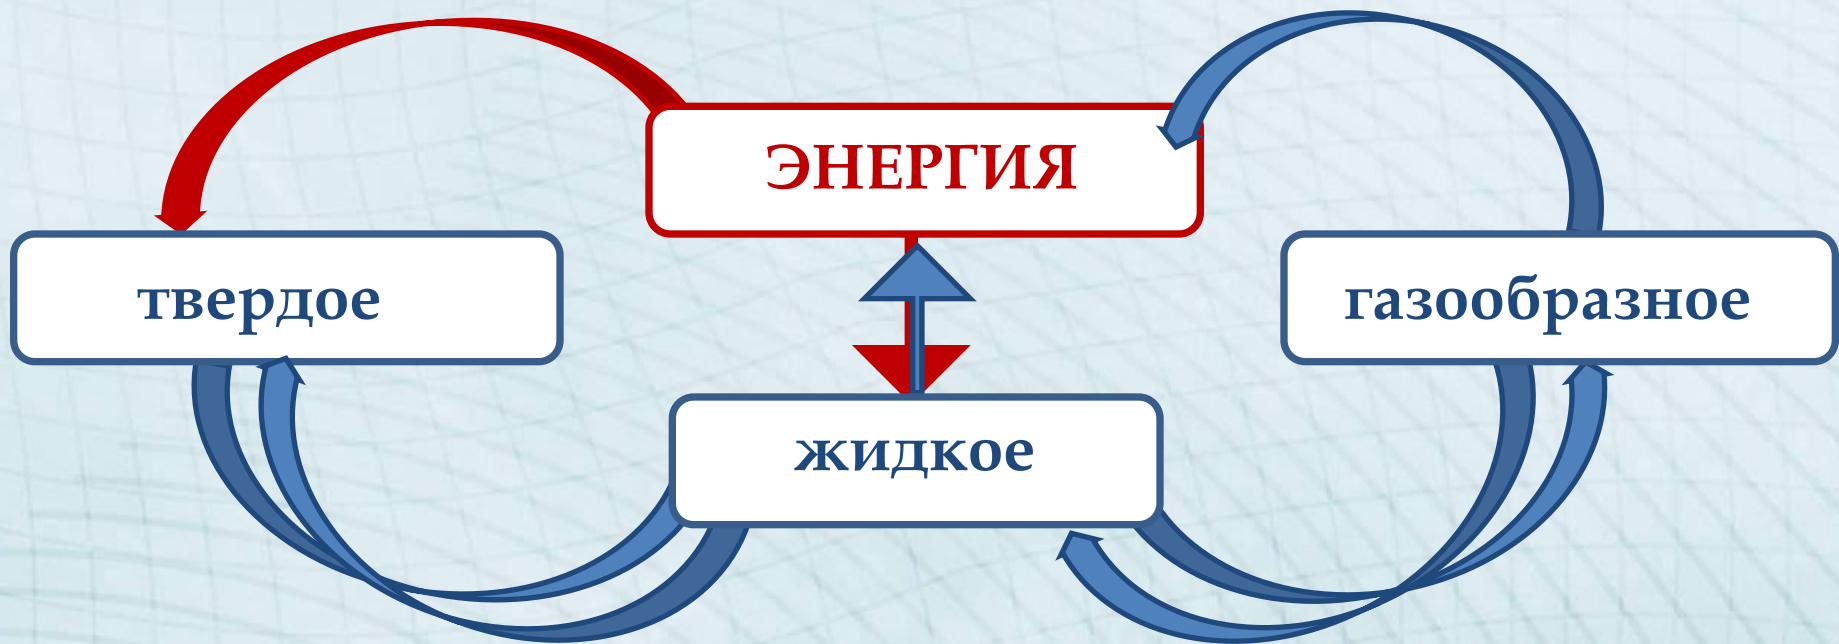 ЭНЕРГИЯ
твердое
газообразное
жидкое